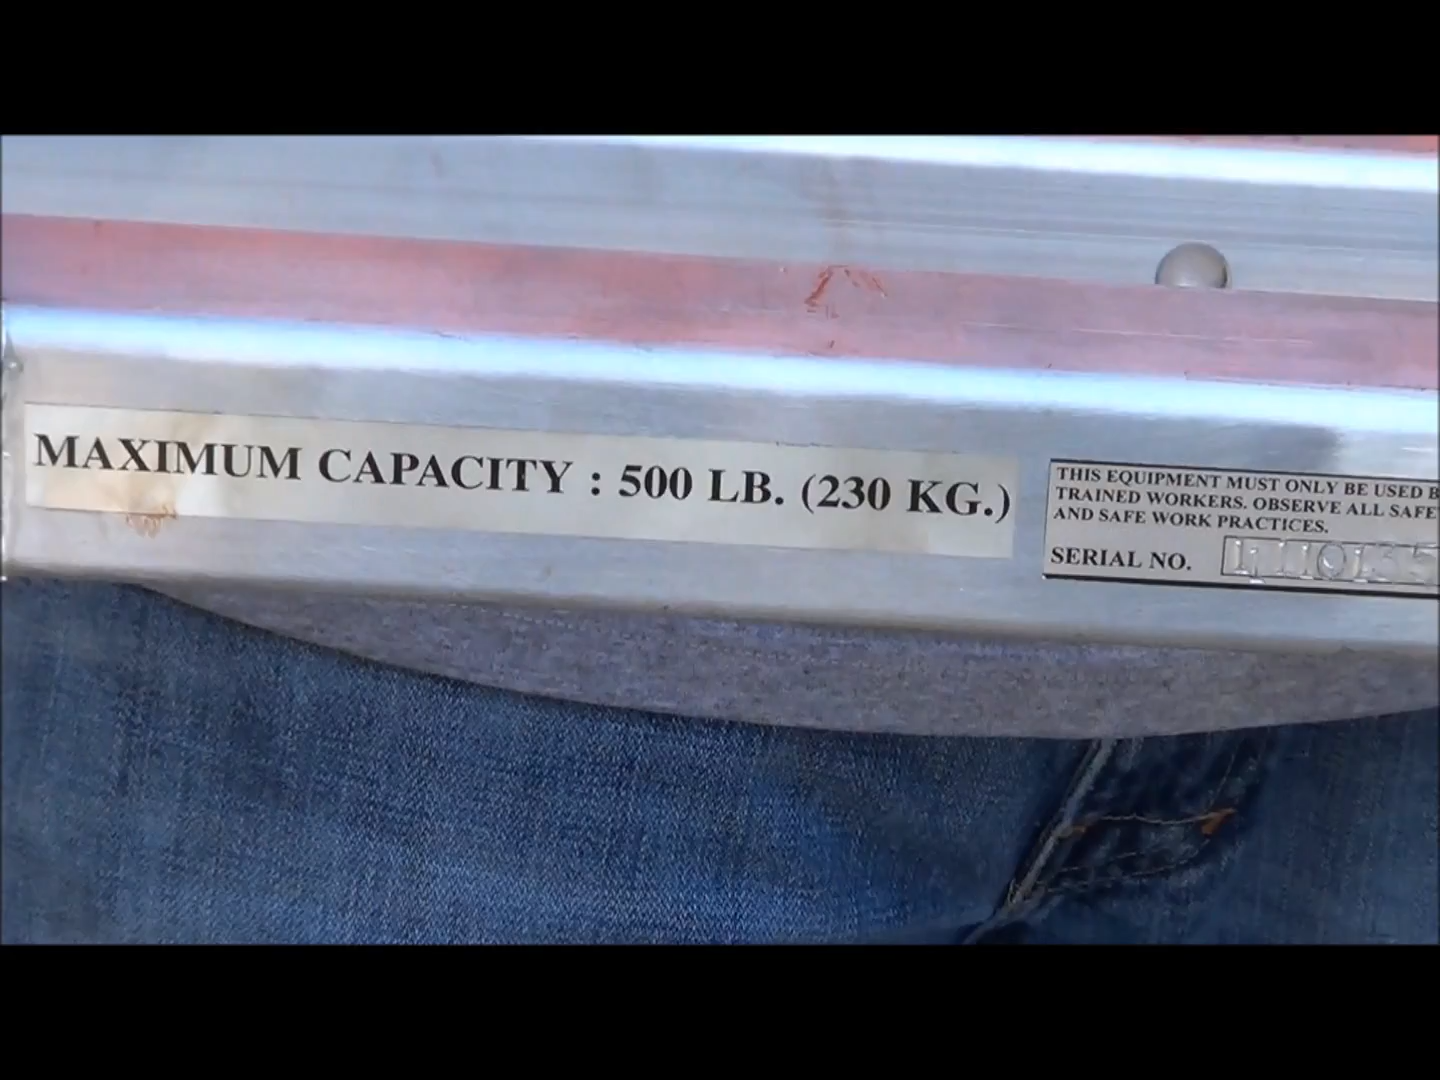 MAXIMUM CAPACITY : 500 LB. (230 KG.)
THIS EQUIPMENT MUST ONLY BE USED
TRAINED WORKERS. OBSERVE ALL
AND SAFE WORK PRACTICES.
SERIAL NO.